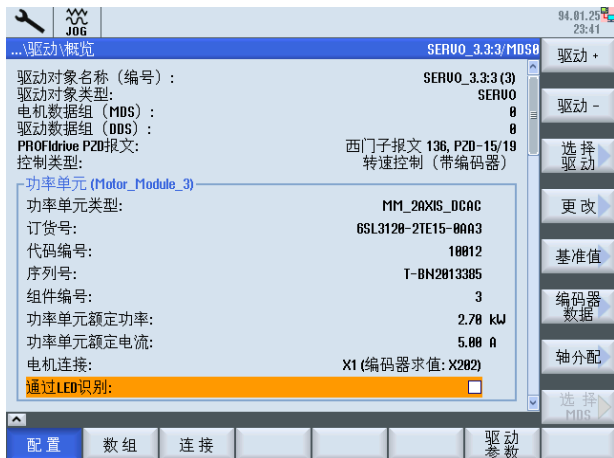 JOG
94.01.25
23:41
...\驱动\概览
SERVO_3.3:3/MDS0
驱动对象名称（编号）:
SERVO_3.3:3 (3)
驱动对象类型:
SERVO
电机数据组（MDS）:
0
驱动数据组（DDS）:
0
PROFIdrive PZD报文:
西门子报文 136, PZD-15/19
控制类型:
转速控制（带编码器）
功率单元 (Motor_Module_3)
功率单元类型:
MM_2AXIS_DCAC
订货号:
6SL3120-2TE15-0AA3
代码编号:
10012
序列号:
T-BN2013385
组件编号:
3
功率单元额定功率:
2.70 kW
功率单元额定电流:
5.00 A
电机连接:
X1 (编码器求值: X202)
通过LED识别:
驱动 +
驱动 -
选择
驱动
更改
基准值
编码器
数据
轴分配
选择
MDS
配置
数组
连接
驱动
参数